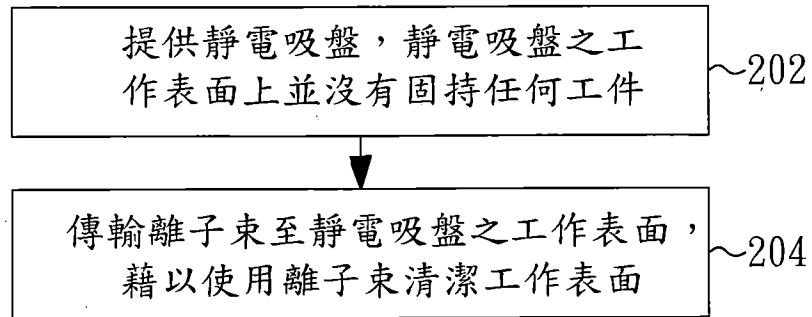 提供靜電吸盤，靜電吸盤之工
作表面上並沒有固持任何工件
202
傳輸離子束至靜電吸盤之工作表面，
藉以使用離子束清潔工作表面
204